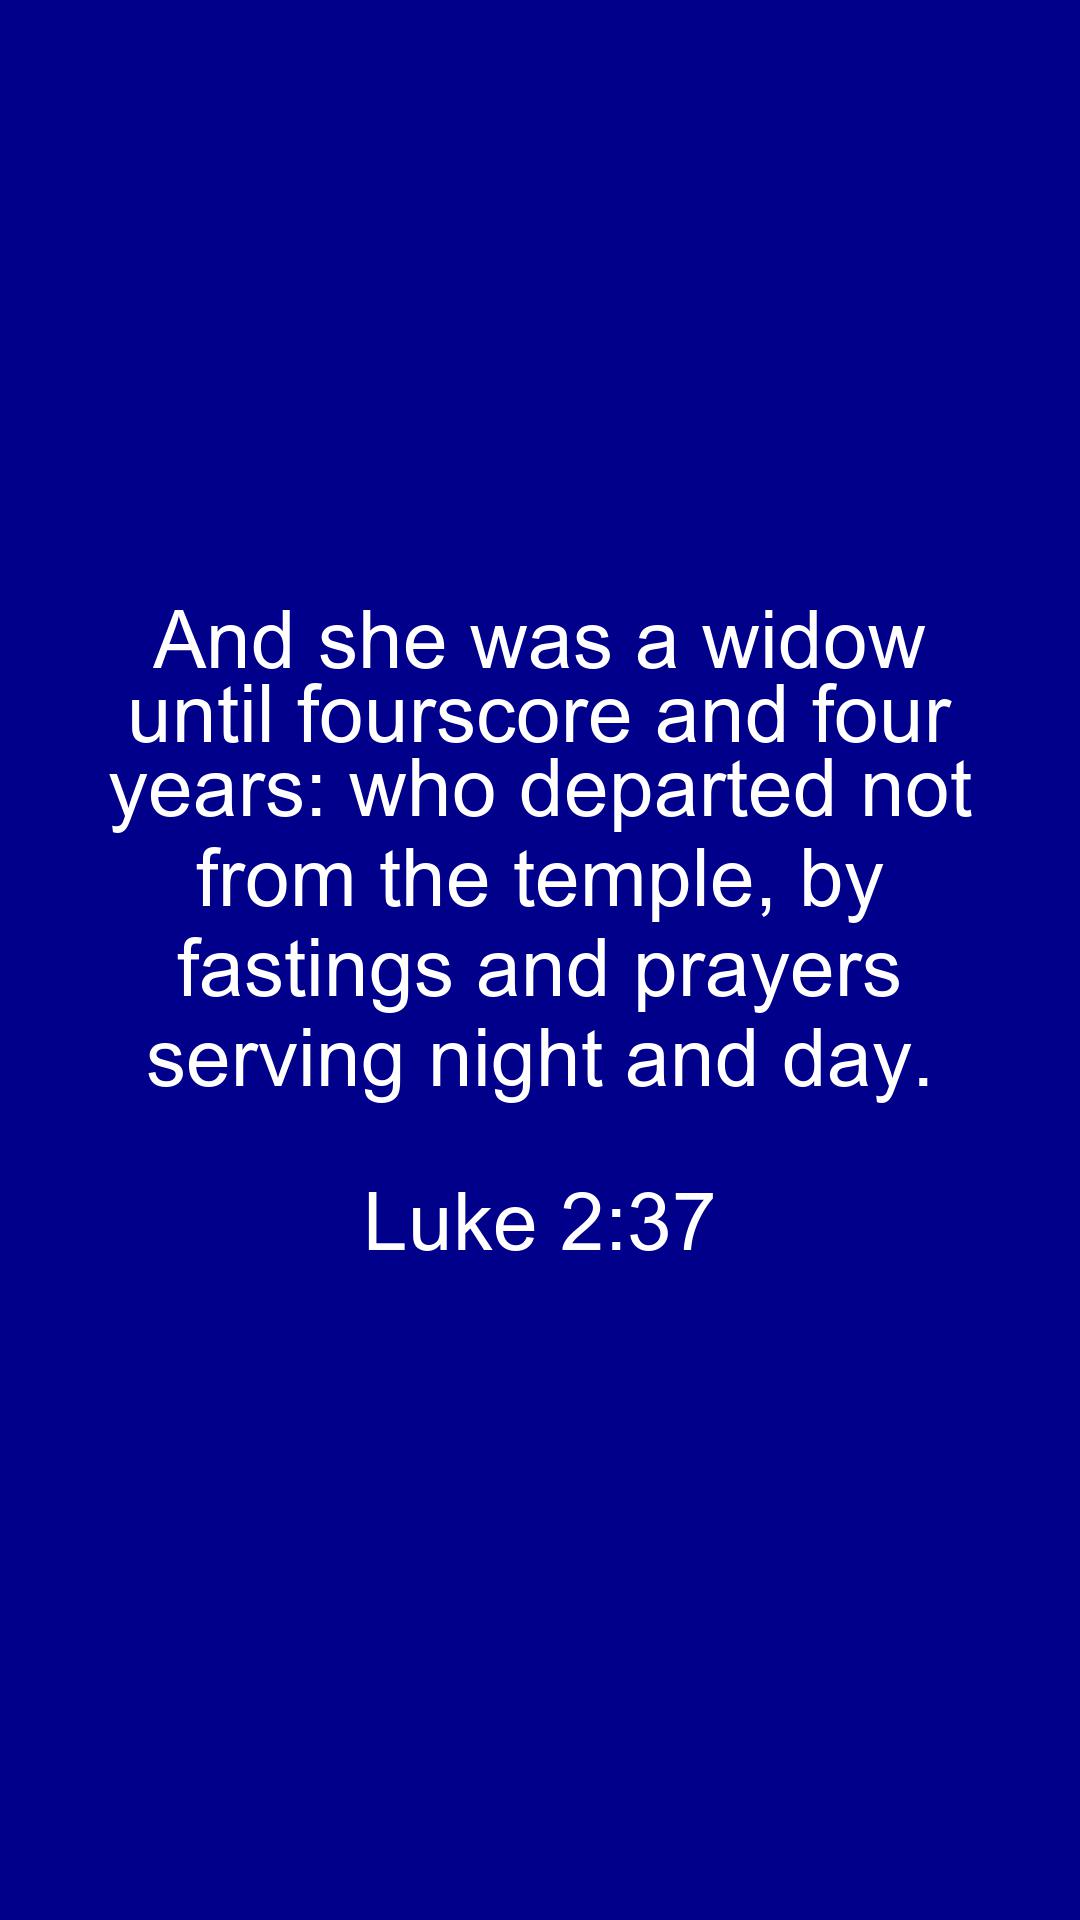 And she was a widow
until fourscore and four
years: who departed not
from the temple, by
fastings and prayers
serving night and day.
Luke 2:37